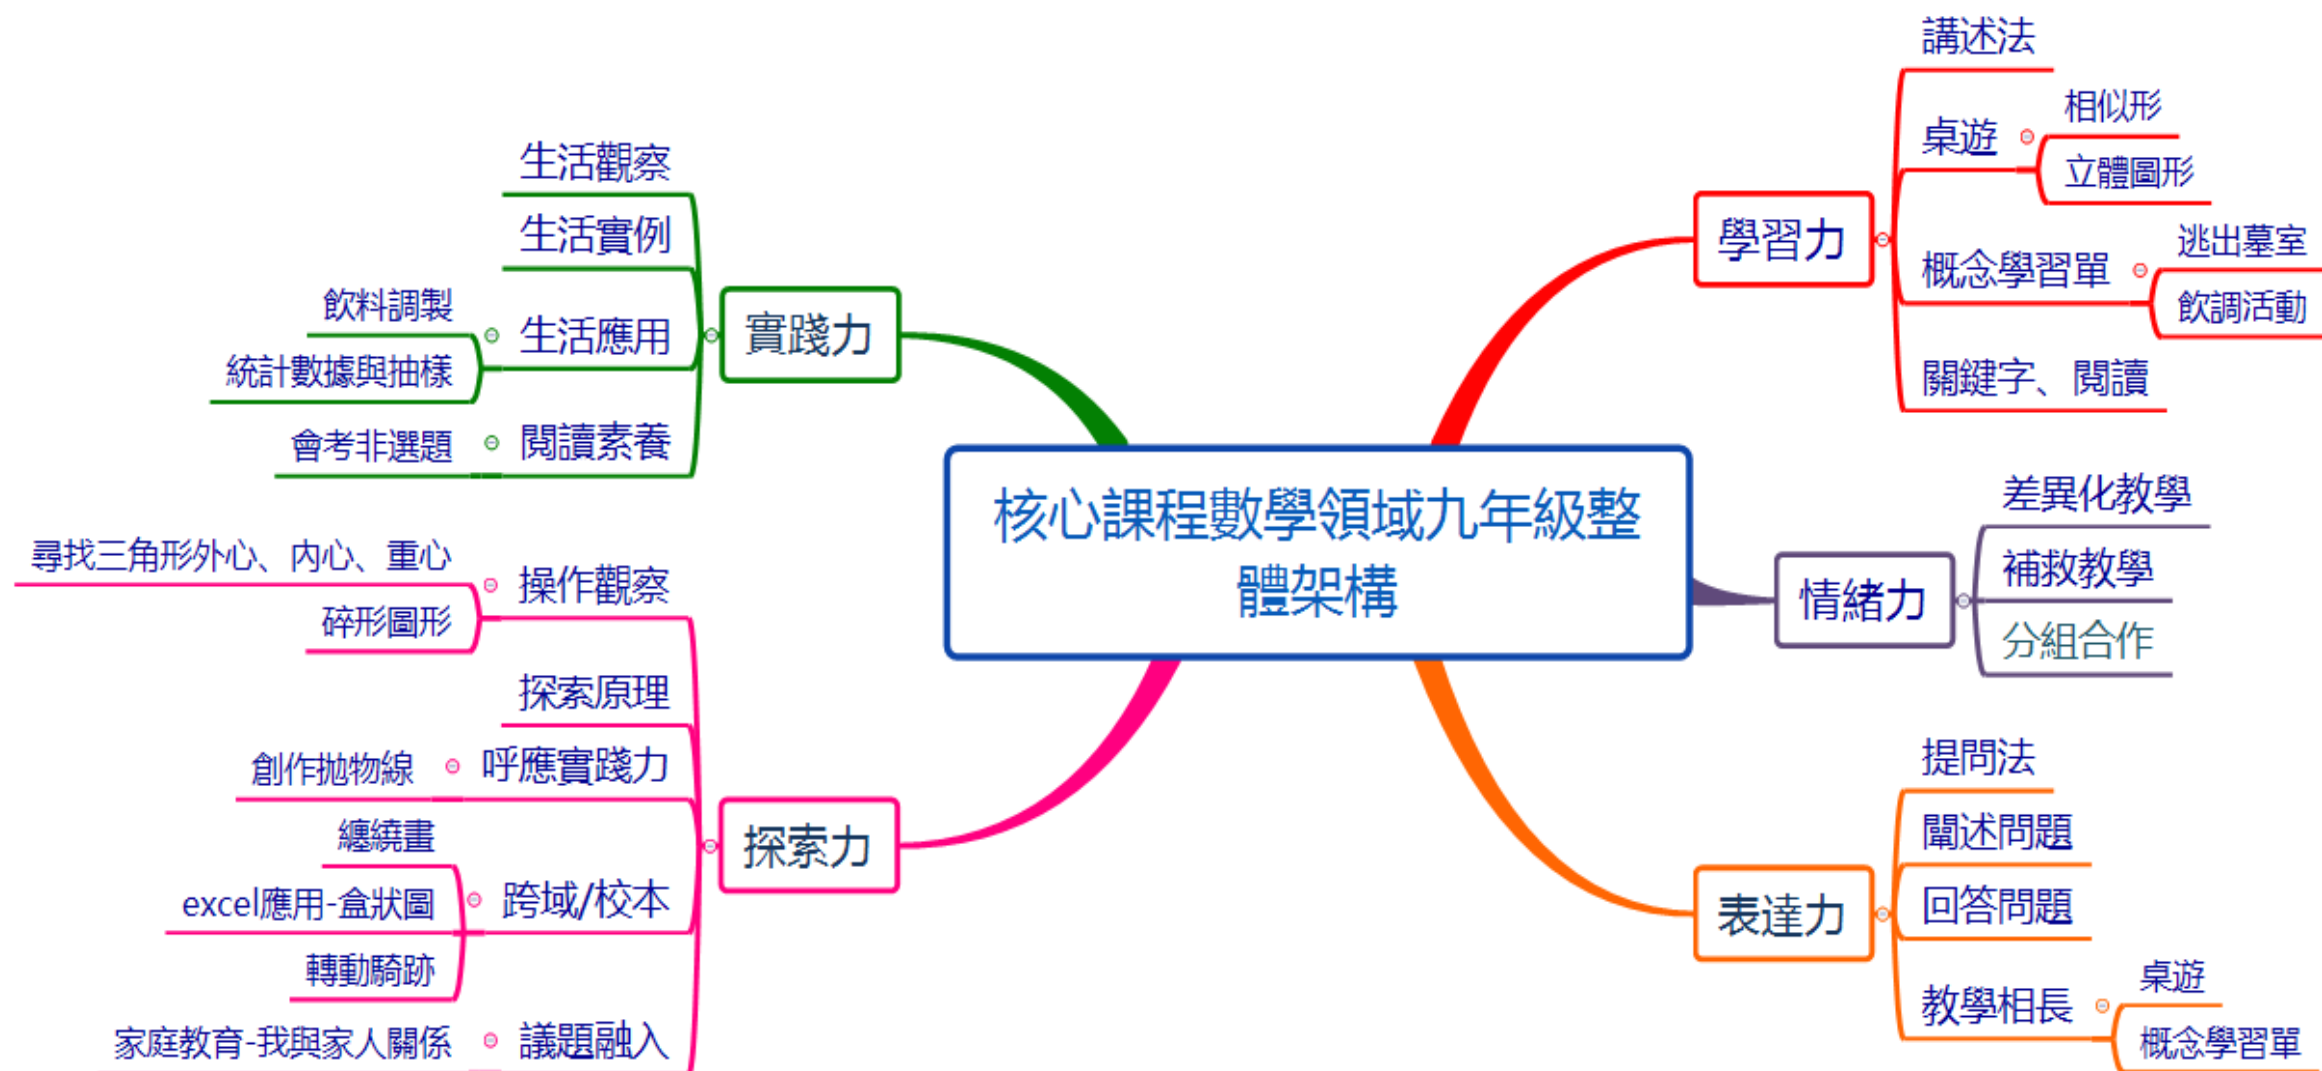 核心課程數學領域九年級整
體架構
學習力
講述法
桌遊
相似形
立體圖形
概念學習單
逃出墓室
飲調活動
關鍵字、閱讀
情緒力
差異化教學
補救教學
分組合作
表達力
提問法
闡述問題
回答問題
教學相長
桌遊
概念學習單
實踐力
生活觀察
生活實例
生活應用
飲料調製
統計數據與抽樣
閱讀素養
會考非選題
探索力
操作觀察
尋找三角形外心、內心、重心
碎形圖形
探索原理
呼應實踐力
創作拋物線
跨域/校本
纏繞畫
excel應用-盒狀圖
轉動騎跡
議題融入
家庭教育-我與家人關係